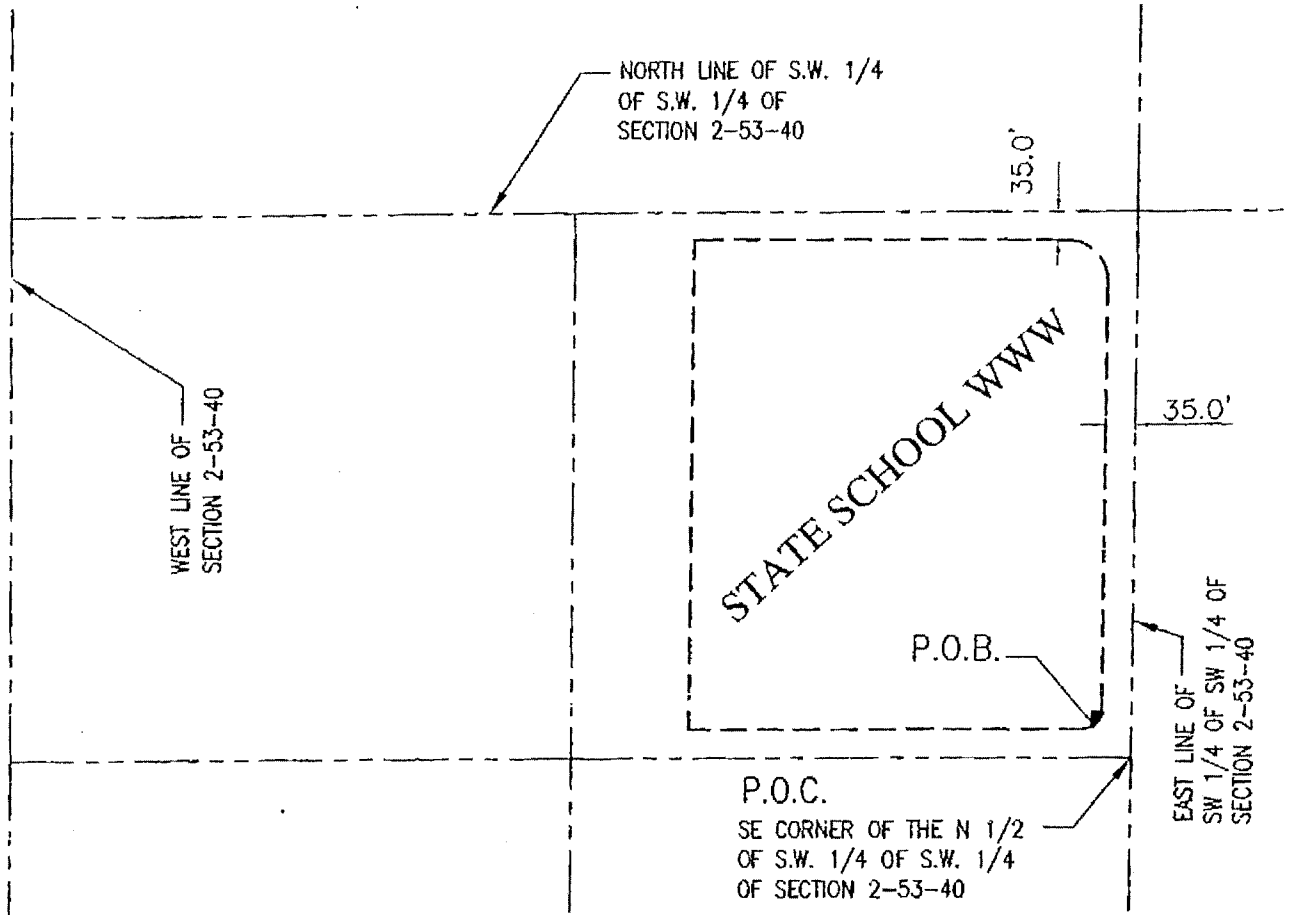 NORTH LINE OF S.W. 1/4
OF S.W. 1/4 OF
SECTION 2-53-40
35.0'
WEST LINE OF
SECTION 2-53-40
STATE SCHOOL WWW
35.0'
P.O.B.
EAST LINE OF
SW 1/4 OF SW 1/4 OF
SECTION 2-53-40
P.O.C.
SE CORNER OF THE N 1/2
OF S.W. 1/4 OF S.W. 1/4
OF SECTION 2-53-40